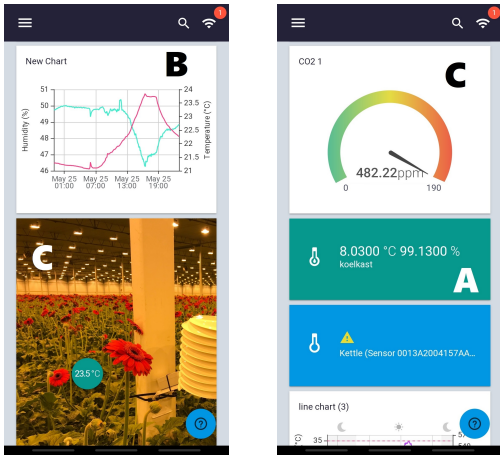 1
New Chart
B
Humidity (%)
51
50
49
48
47
46
24
23.5
23
22.5
22
21.5
21
Temperature (°C)
May 25 May 25 May 25 May 25
01:00 07:00 13:00 19:00
C
23.5 °C
1
CO2 1
C
482.22ppm
0 190
8.0300 °C 99.1300 %
koelkast
A
Kettle (Sensor 0013A2004157AA...
line chart (3)
35